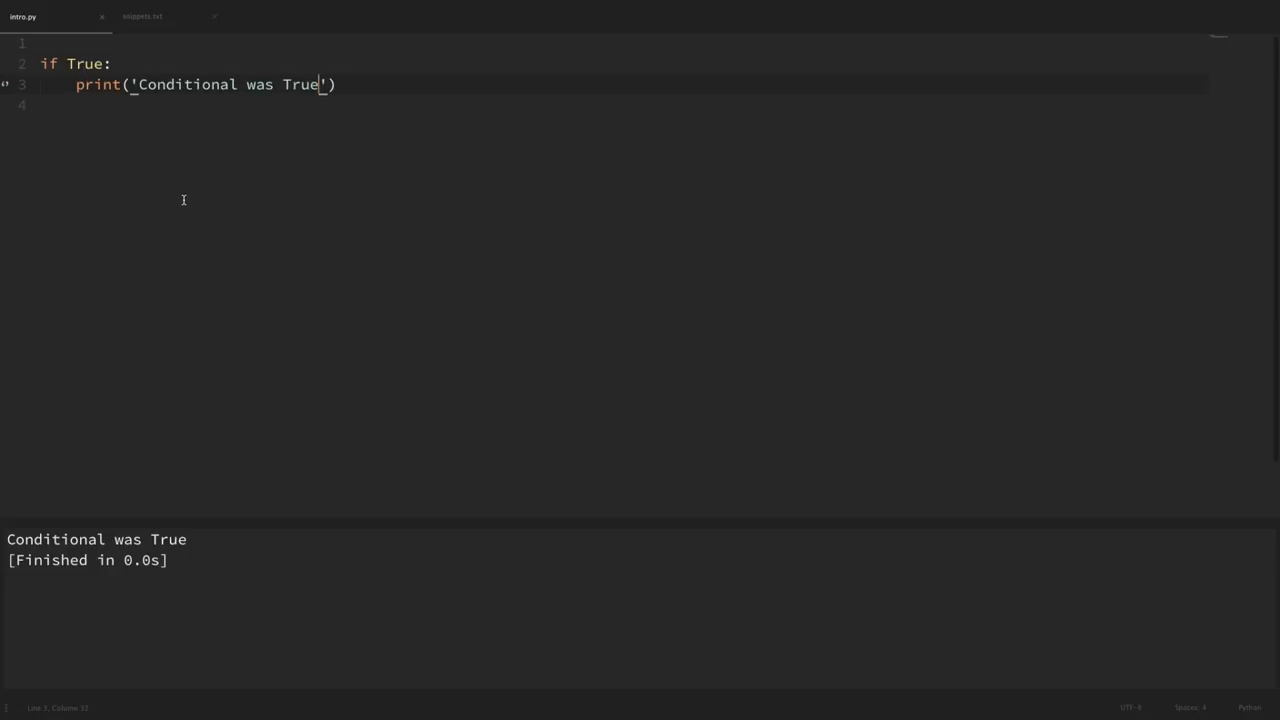 intro.py × snippets.txt ×
1
2 if True:
3     print('Conditional was True')
4
Conditional was True
[Finished in 0.0s]
Line 3, Column 32 UTF-8 Spaces: 4 Python